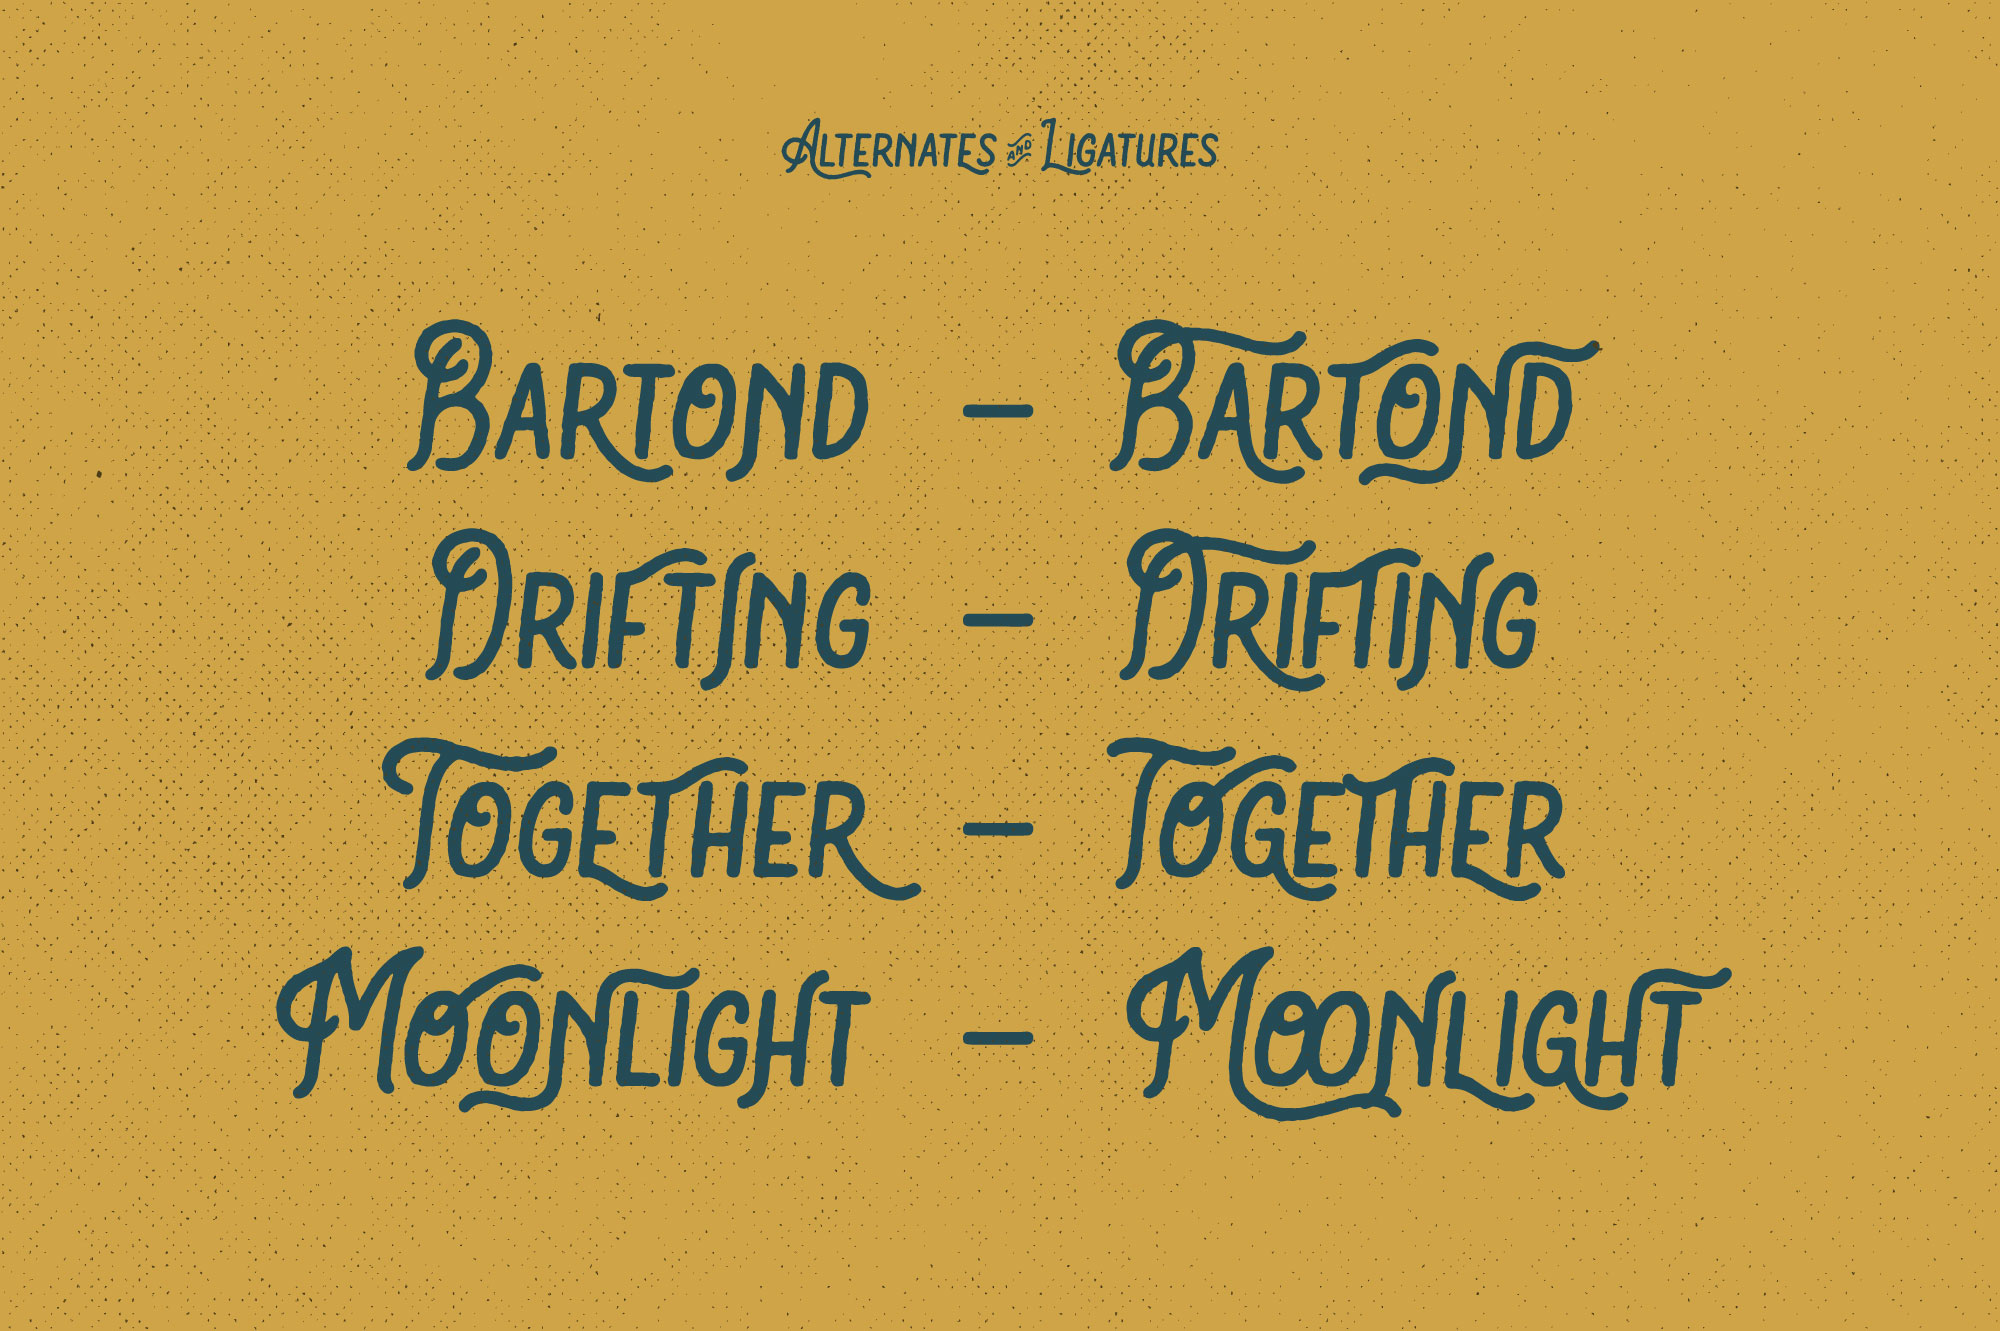 Alternates and Ligatures
Bartond – Bartond
Drifting – Drifting
Together – Together
Moonlight – Moonlight